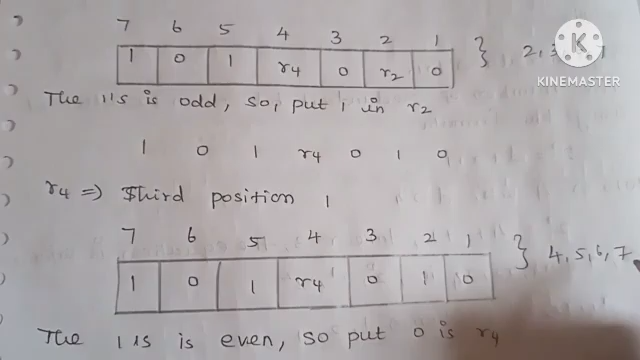 7 6 5 4 3 2 1
1 0 1 r4 0 r2 0 } 2, 3,
KINEMASTER
The 1's is odd, so, put 1 in r2
1 0 1 r4 0 1 0
r4 => third position 1
7 6 5 4 3 2 1
1 0 1 r4 0 1 0 } 4, 5, 6, 7
The 11s is even, so put 0 is r4